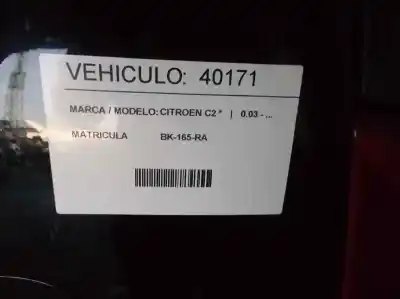 VEHICULO: 40171
MARCA / MODELO: CITROEN C2 * | 0.03 - ...
MATRICULA BK-165-RA